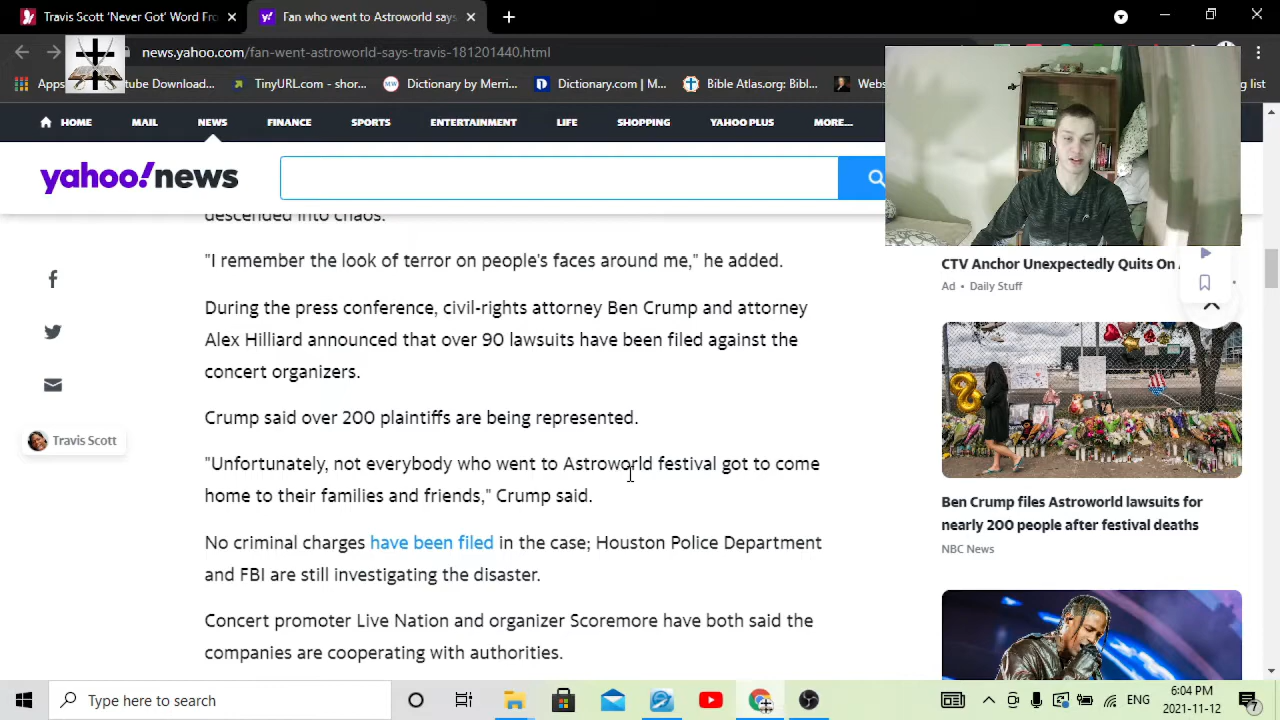 Travis Scott 'Never Got' Word Fro
Fan who went to Astroworld says
news.yahoo.com/fan-went-astroworld-says-travis-181201440.html
Apps
tube Download...
TinyURL.com - shor...
MW
Dictionary by Merri...
Dictionary.com | M...
Bible Atlas.org: Bibl...
We
g list
HOME
MAIL
NEWS
FINANCE
SPORTS
ENTERTAINMENT
LIFE
SHOPPING
YAHOO PLUS
MORE...
yahoo!news
descended into chaos.
"I remember the look of terror on people's faces around me," he added.
During the press conference, civil-rights attorney Ben Crump and attorney
Alex Hilliard announced that over 90 lawsuits have been filed against the
concert organizers.
Crump said over 200 plaintiffs are being represented.
"Unfortunately, not everybody who went to Astroworld festival got to come
home to their families and friends," Crump said.
No criminal charges have been filed in the case; Houston Police Department
and FBI are still investigating the disaster.
Concert promoter Live Nation and organizer Scoremore have both said the
companies are cooperating with authorities.
Travis Scott
CTV Anchor Unexpectedly Quits On
Ad • Daily Stuff
Ben Crump files Astroworld lawsuits for
nearly 200 people after festival deaths
NBC News
Type here to search
ENG
6:04 PM
2021-11-12
7